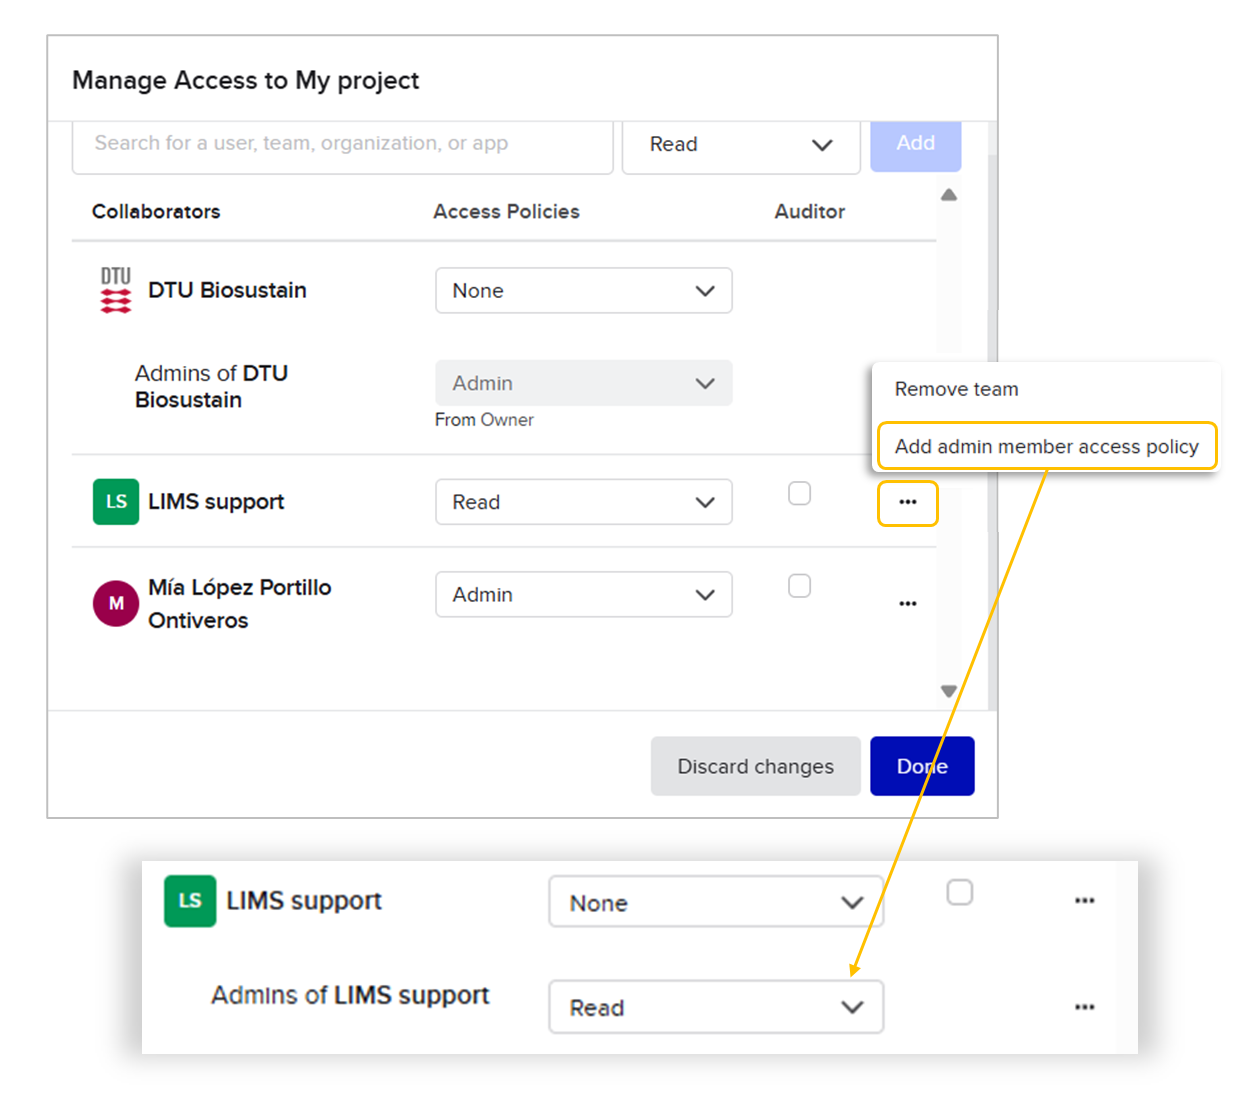 Manage Access to My project
Search for a user, team, organization, or app
Read
Add
Collaborators
Access Policies
Auditor
DTU
DTU Biosustain
None
Admins of DTU
Biosustain
Admin
From Owner
Remove team
Add admin member access policy
LS
LIMS support
Read
...
M
Mía López Portillo
Ontiveros
Admin
...
Discard changes
Done
LS
LIMS support
None
...
Admins of LIMS support
Read
...